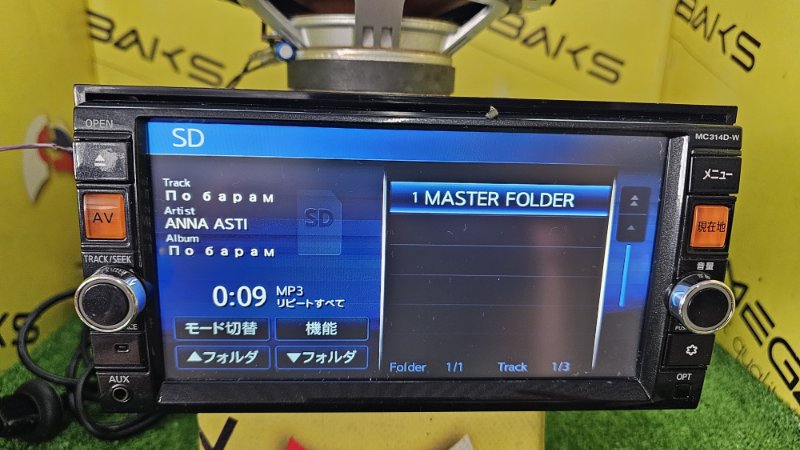 BAKS
BAKS
OPEN
MC314D-W
SD
メニュー
Track
По барам
1 MASTER FOLDER
SD
AV
Artist
ANNA ASTI
現在地
Album
По барам
TRACK/SEEK
音量
0:09 MP3
リピートすべて
モード切替 機能
▲フォルダ ▼フォルダ
Folder 1/1 Track 1/3
AUX
OPT